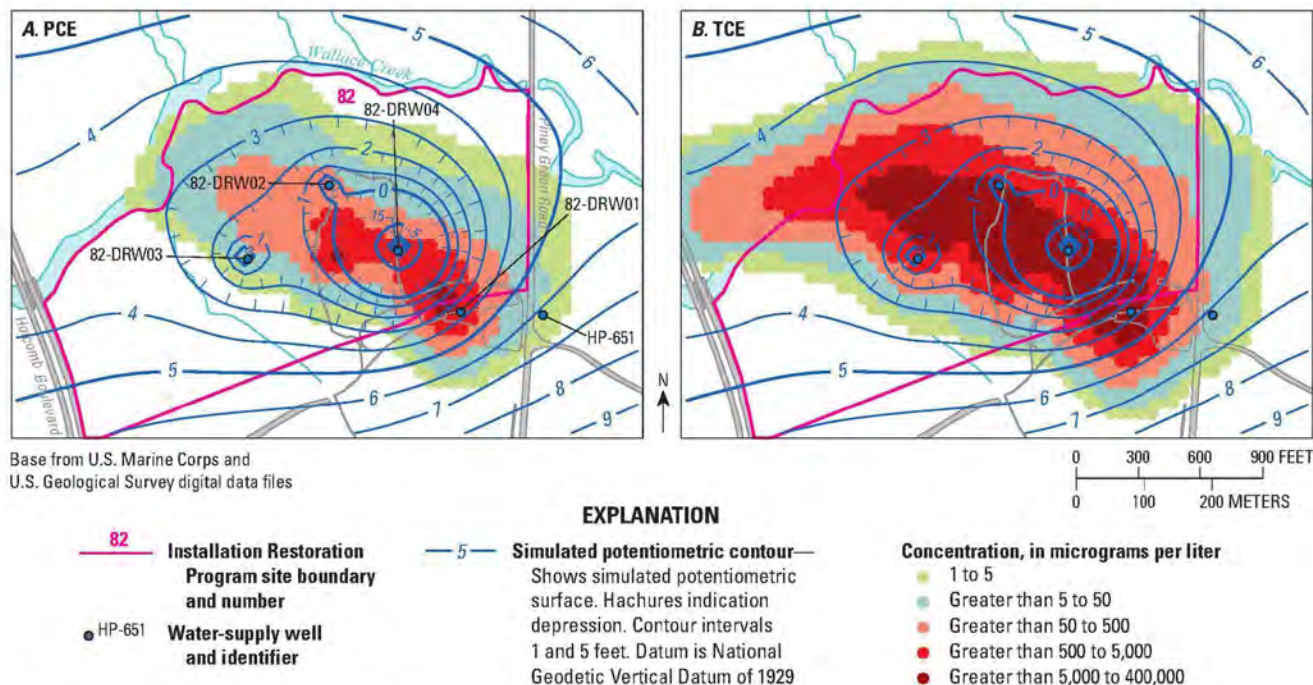 A. PCE
5
6
Wallace Creek
82
82-DRW04
4
3
2
Piney Green Road
82-DRW02
0
1
15
5
82-DRW01
82-DRW03
1
4
HP-651
Holcomb Boulevard
5
6
7
8
9
N
B. TCE
5
6
4
3
2
0
1
15
1
4
5
6
7
8
9
Base from U.S. Marine Corps and
U.S. Geological Survey digital data files
0 300 600 900 FEET
0 100 200 METERS
EXPLANATION
82
Installation Restoration
Program site boundary
and number
HP-651
Water-supply well
and identifier
5
Simulated potentiometric contour—
Shows simulated potentiometric
surface. Hachures indication
depression. Contour intervals
1 and 5 feet. Datum is National
Geodetic Vertical Datum of 1929
Concentration, in micrograms per liter
1 to 5
Greater than 5 to 50
Greater than 50 to 500
Greater than 500 to 5,000
Greater than 5,000 to 400,000